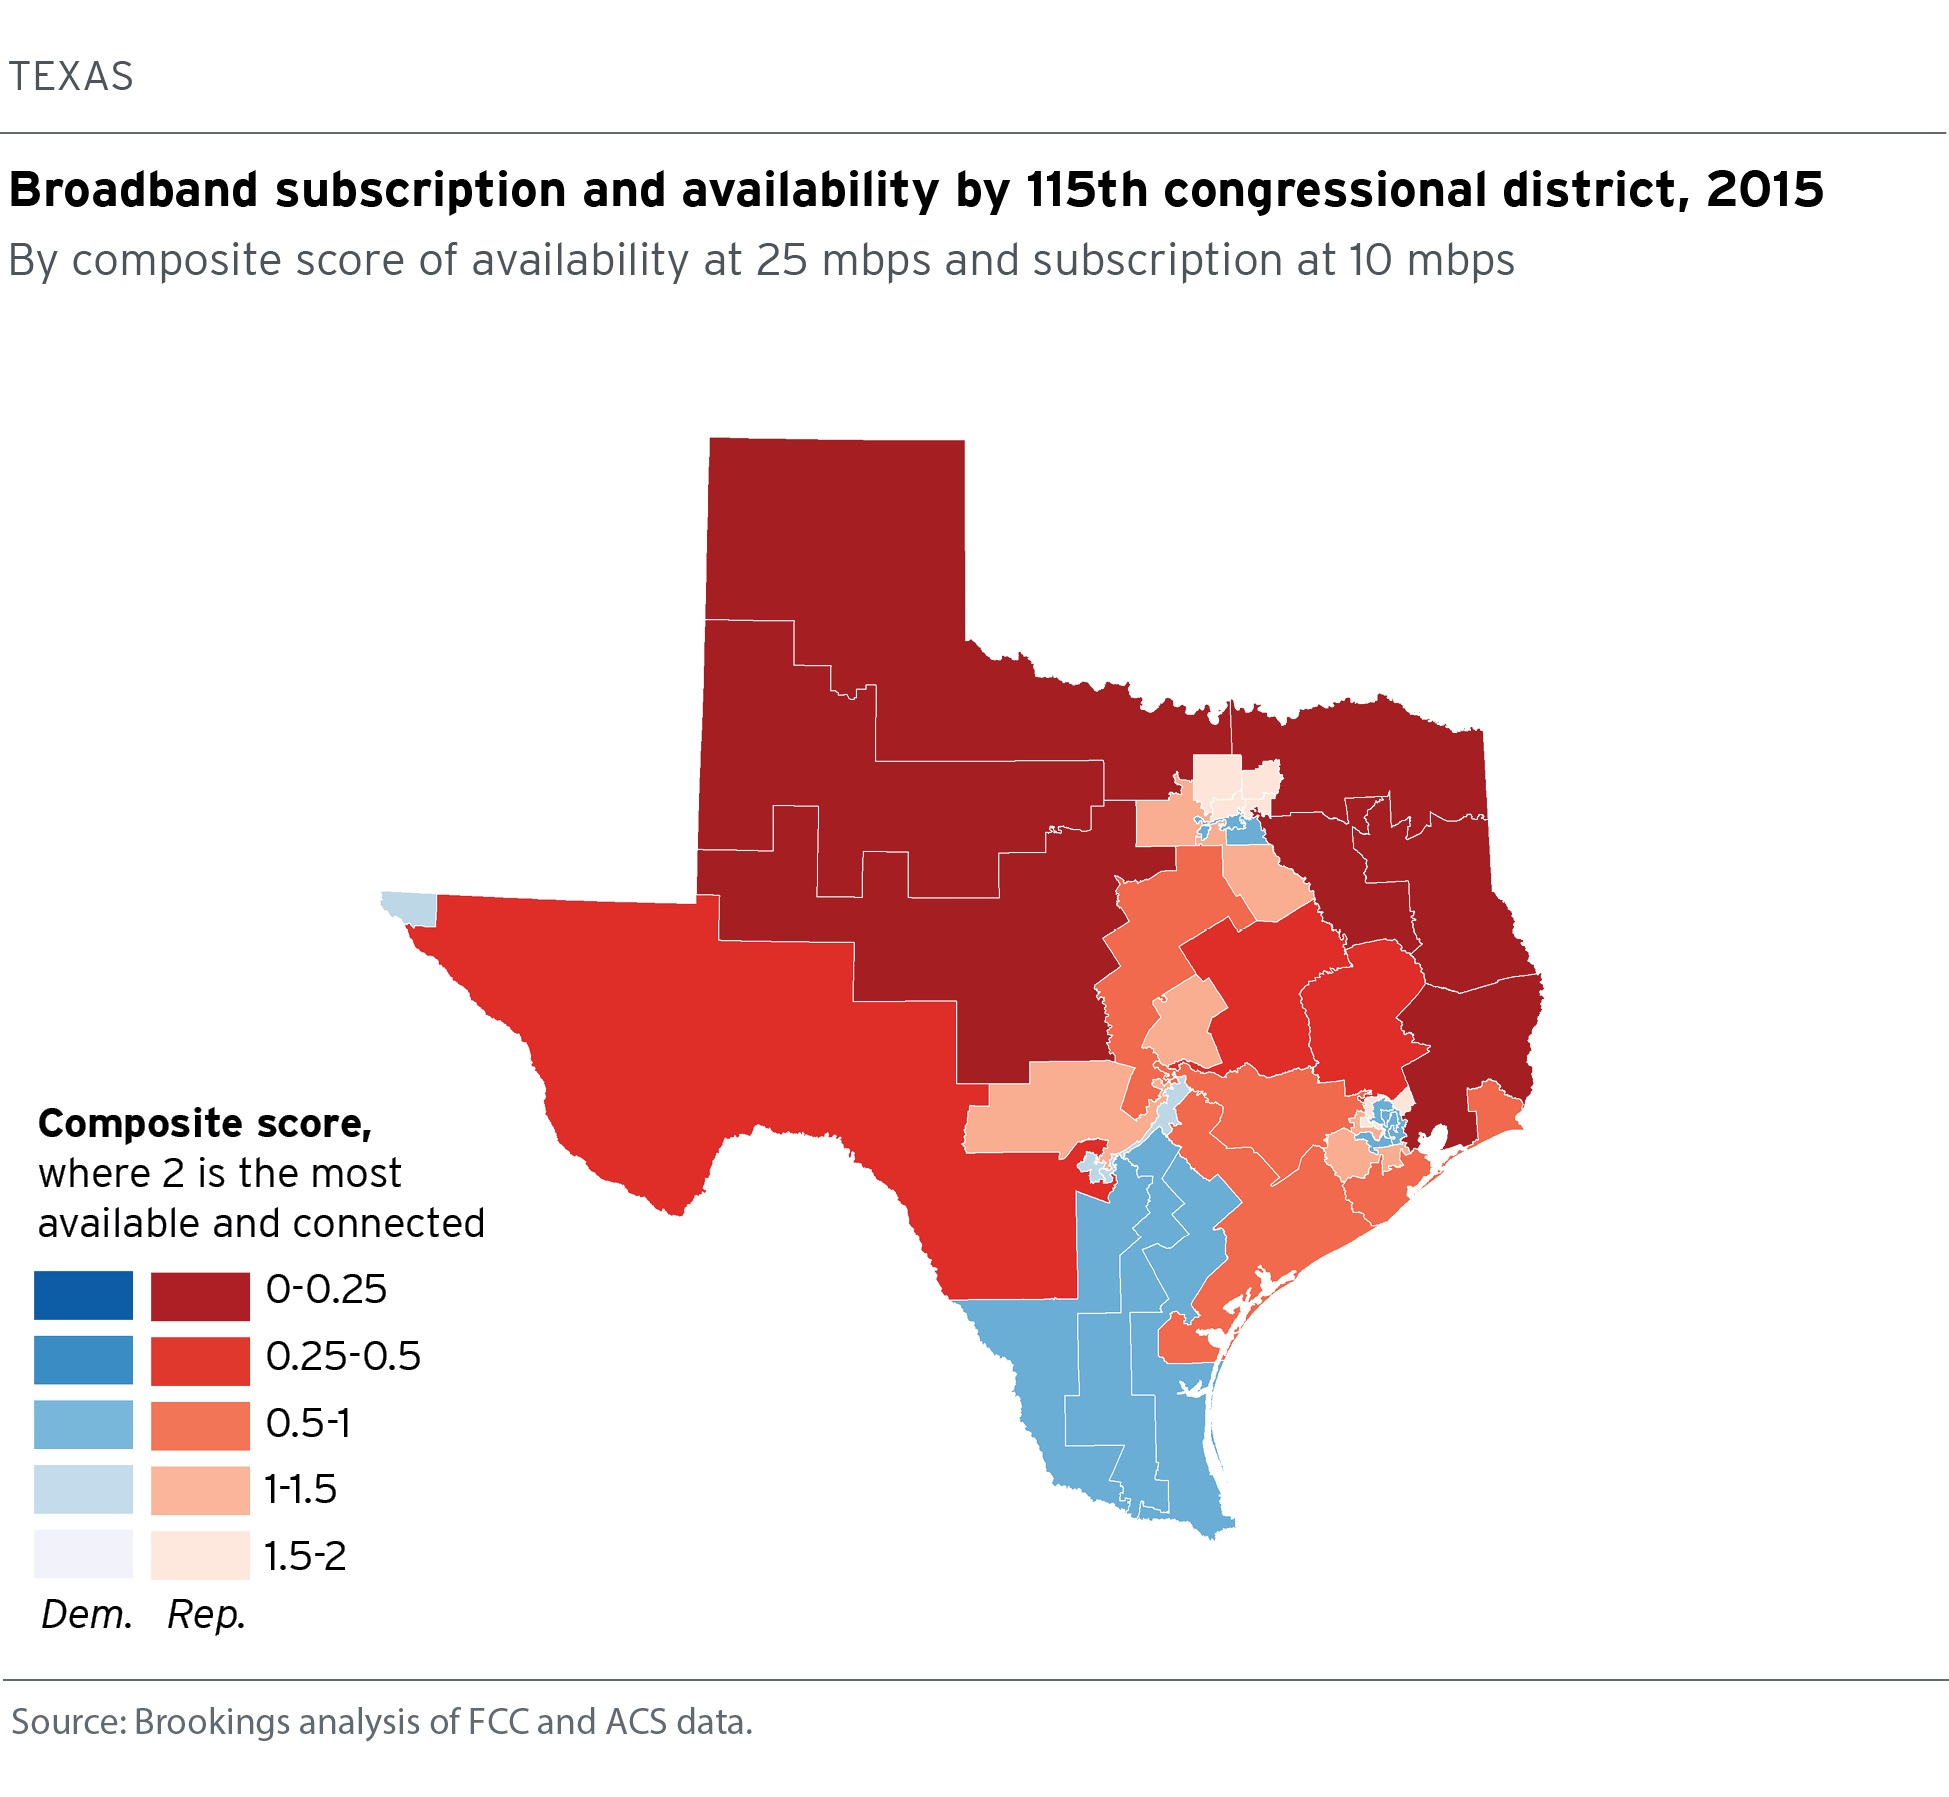 TEXAS
Broadband subscription and availability by 115th congressional district, 2015
By composite score of availability at 25 mbps and subscription at 10 mbps
Composite score,
where 2 is the most
available and connected
0-0.25
0.25-0.5
0.5-1
1-1.5
1.5-2
Dem. Rep.
Source: Brookings analysis of FCC and ACS data.